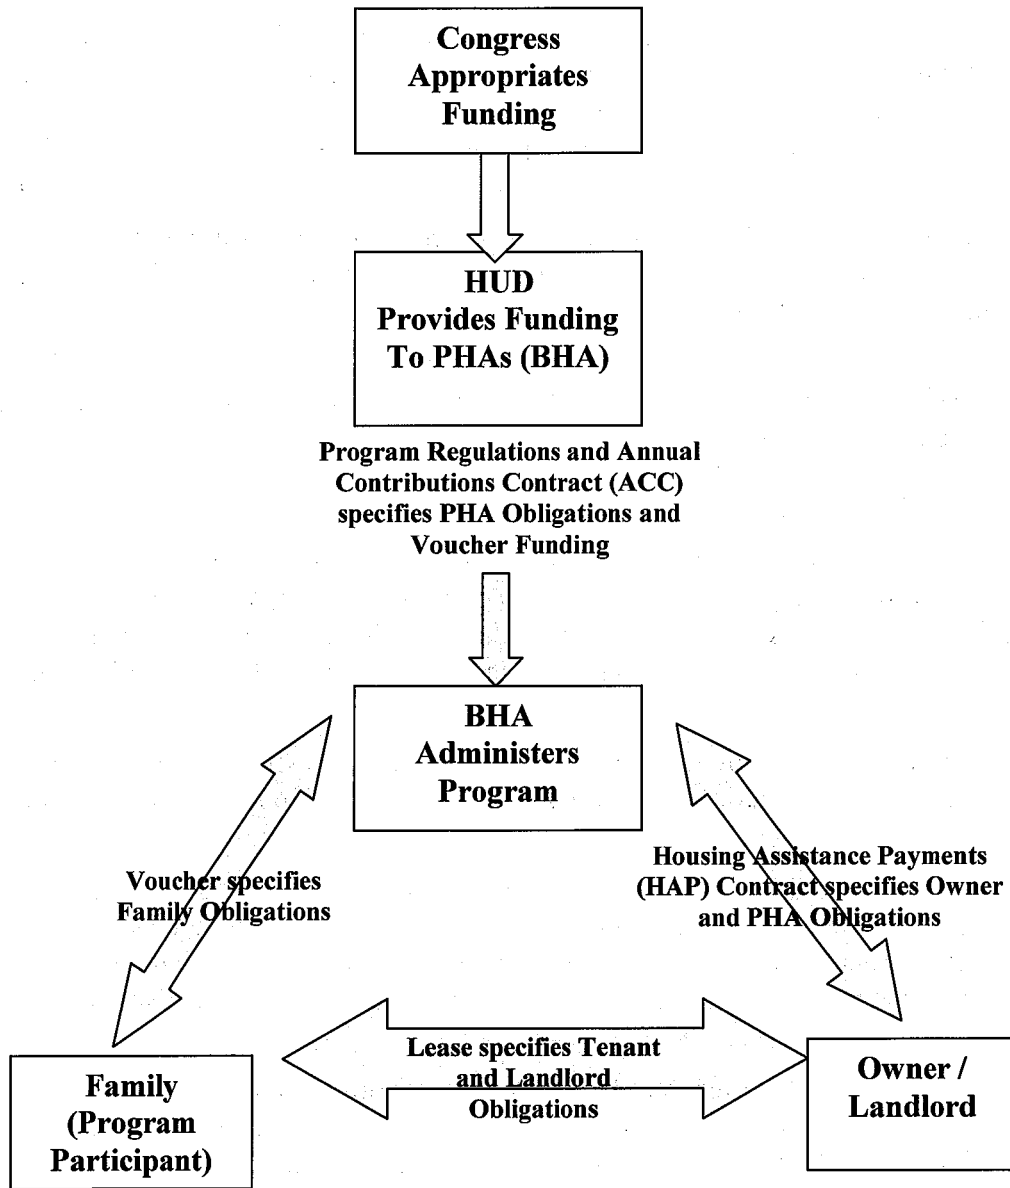 Congress
Appropriates
Funding
HUD
Provides Funding
To PHAs (BHA)
Program Regulations and Annual
Contributions Contract (ACC)
specifies PHA Obligations and
Voucher Funding
BHA
Administers
Program
Voucher specifies
Family Obligations
Housing Assistance Payments
(HAP) Contract specifies Owner
and PHA Obligations
Lease specifies Tenant
and Landlord
Obligations
Family
(Program
Participant)
Owner /
Landlord